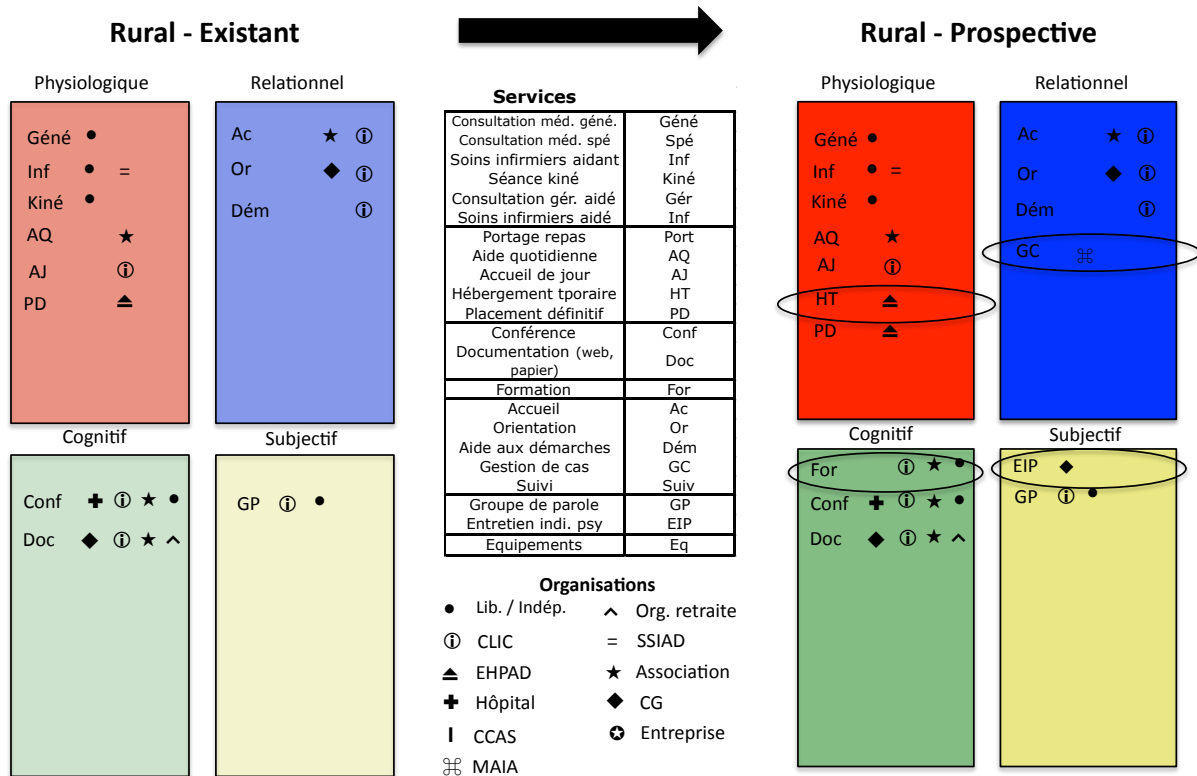 Rural - Existant
Rural - Prospective
Physiologique
Relationnel
Géné ●
Inf ● =
Kiné ●
AQ ★
AJ ⓘ
PD ⏏
Ac ★ ⓘ
Or ◆ ⓘ
Dém ⓘ
Cognitif
Subjectif
Conf ✚ ⓘ ★ ●
Doc ◆ ⓘ ★ ^
GP ⓘ ●
Services
Consultation méd. géné. Géné
Consultation méd. spé Spé
Soins infirmiers aidant Inf
Séance kiné Kiné
Consultation gér. aidé Gér
Soins infirmiers aidé Inf
Portage repas Port
Aide quotidienne AQ
Accueil de jour AJ
Hébergement tporaire HT
Placement définitif PD
Conférence Conf
Documentation (web,
papier) Doc
Formation For
Accueil Ac
Orientation Or
Aide aux démarches Dém
Gestion de cas GC
Suivi Suiv
Groupe de parole GP
Entretien indi. psy EIP
Equipements Eq
Organisations
● Lib. / Indép.
^ Org. retraite
ⓘ CLIC
= SSIAD
⏏ EHPAD
★ Association
✚ Hôpital
◆ CG
I CCAS
✪ Entreprise
⌘ MAIA
Physiologique
Relationnel
Géné ●
Inf ● =
Kiné ●
AQ ★
AJ ⓘ
HT ⏏
PD ⏏
Ac ★ ⓘ
Or ◆ ⓘ
Dém ⓘ
GC ⌘
Cognitif
Subjectif
For ⓘ ★ ●
Conf ✚ ⓘ ★ ●
Doc ◆ ⓘ ★ ^
EIP ◆
GP ⓘ ●